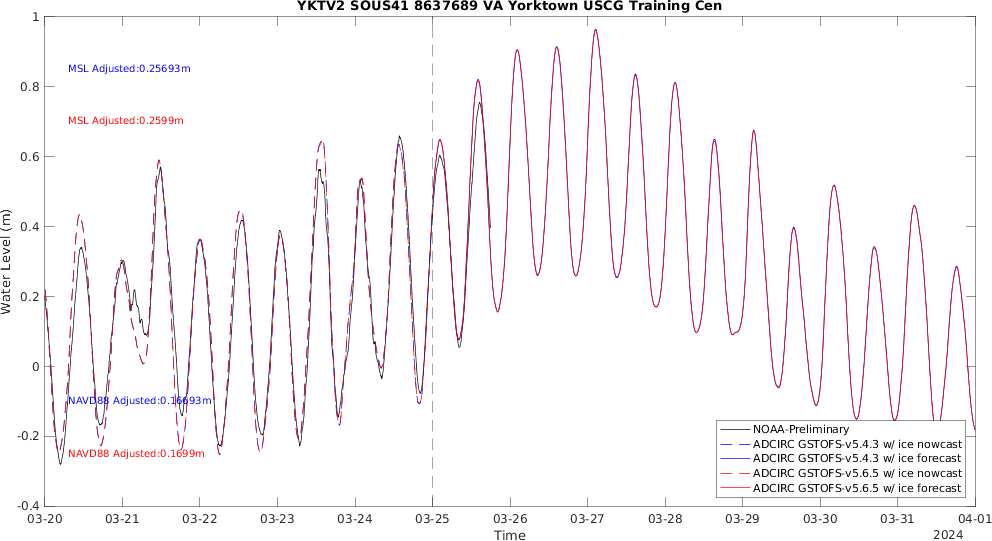 YKTV2 SOUS41 8637689 VA Yorktown USCG Training Cen
1
0.8
0.6
0.4
0.2
0
-0.2
-0.4
Water Level (m)
MSL Adjusted:0.25693m
MSL Adjusted:0.2599m
NAVD88 Adjusted:0.16693m
NAVD88 Adjusted:0.1699m
NOAA-Preliminary
ADCIRC GSTOFS-v5.4.3 w/ ice nowcast
ADCIRC GSTOFS-v5.4.3 w/ ice forecast
ADCIRC GSTOFS-v5.6.5 w/ ice nowcast
ADCIRC GSTOFS-v5.6.5 w/ ice forecast
03-20 03-21 03-22 03-23 03-24 03-25 03-26 03-27 03-28 03-29 03-30 03-31 04-01
Time
2024